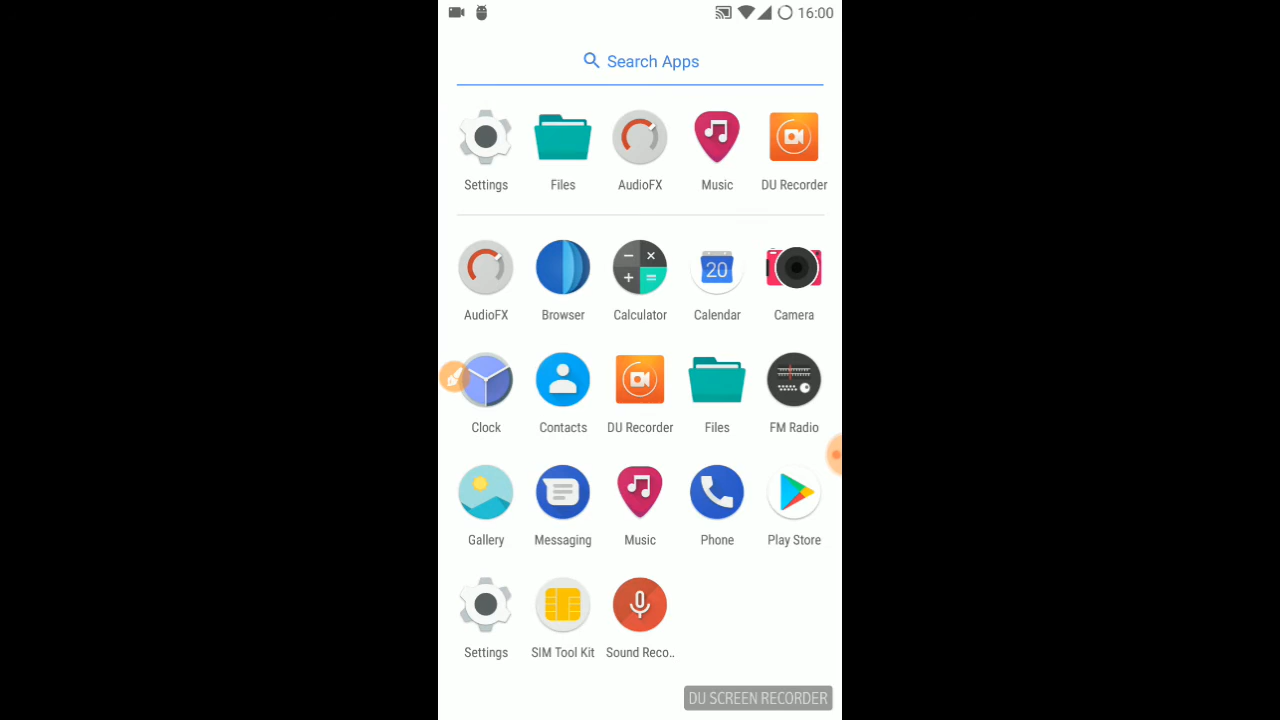 16:00
Search Apps
Settings Files AudioFX Music DU Recorder
AudioFX Browser Calculator Calendar Camera
20
Clock Contacts DU Recorder Files FM Radio
Gallery Messaging Music Phone Play Store
Settings SIM Tool Kit Sound Reco..
DU SCREEN RECORDER